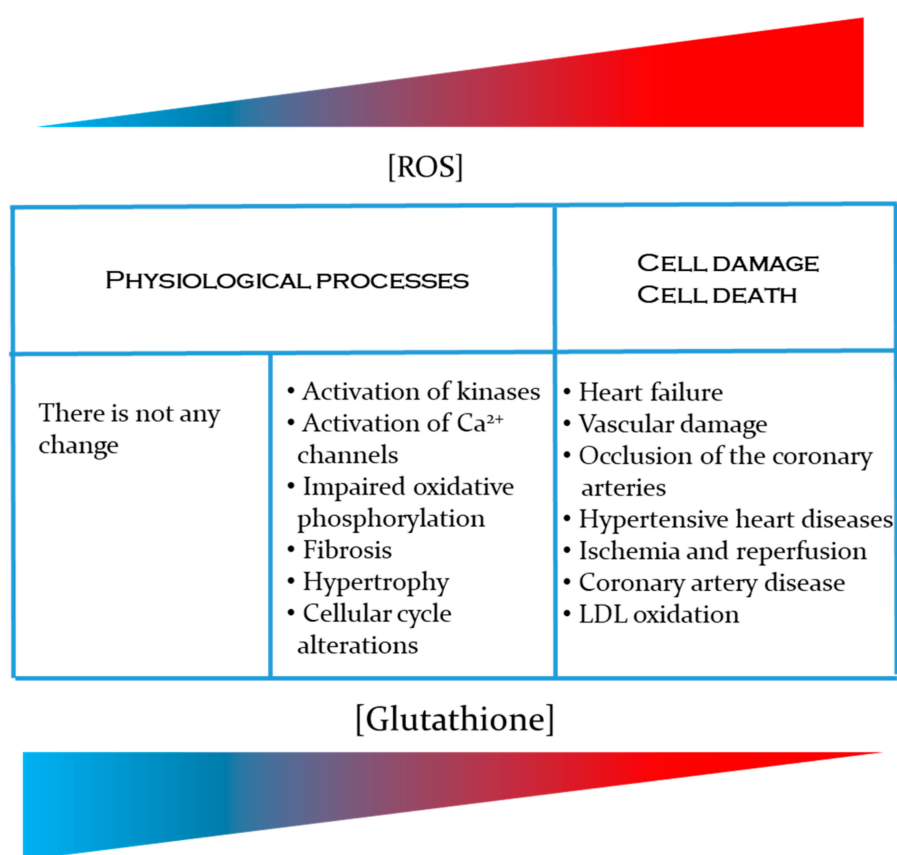 [ROS]
PHYSIOLOGICAL PROCESSES
CELL DAMAGE
CELL DEATH
There is not any
change
• Activation of kinases
• Activation of Ca²⁺
channels
• Impaired oxidative
phosphorylation
• Fibrosis
• Hypertrophy
• Cellular cycle
alterations
• Heart failure
• Vascular damage
• Occlusion of the coronary
arteries
• Hypertensive heart diseases
• Ischemia and reperfusion
• Coronary artery disease
• LDL oxidation
[Glutathione]